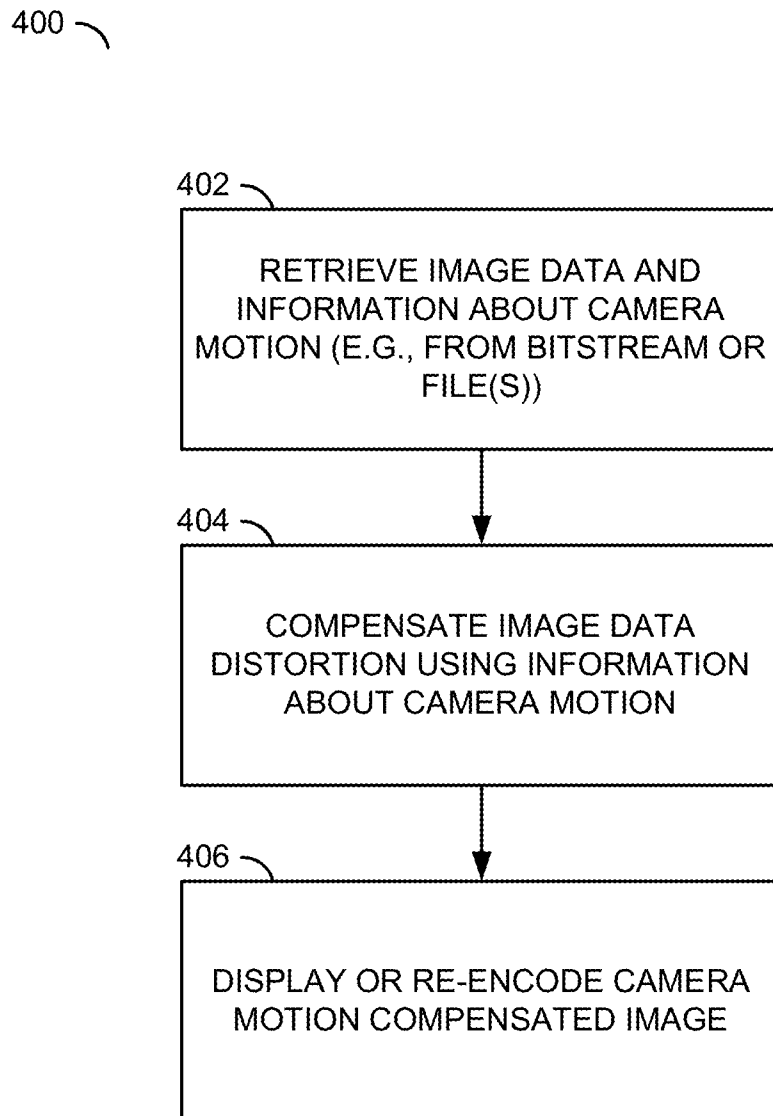 400
402
RETRIEVE IMAGE DATA AND
INFORMATION ABOUT CAMERA
MOTION (E.G., FROM BITSTREAM OR
FILE(S))
404
COMPENSATE IMAGE DATA
DISTORTION USING INFORMATION
ABOUT CAMERA MOTION
406
DISPLAY OR RE-ENCODE CAMERA
MOTION COMPENSATED IMAGE